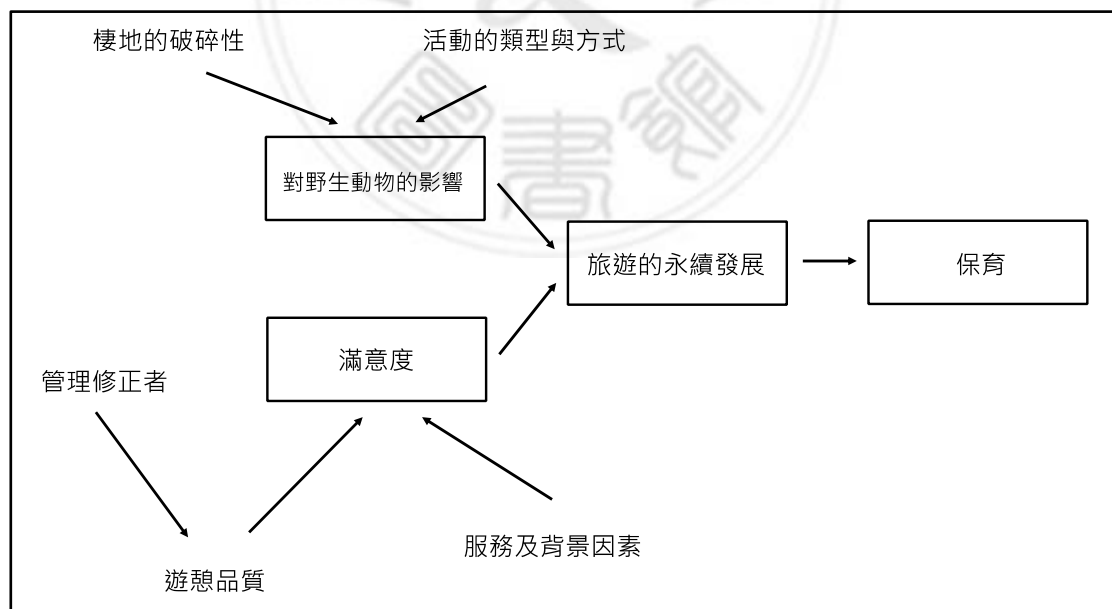 棲地的破碎性
活動的類型與方式
對野生動物的影響
旅遊的永續發展
保育
滿意度
管理修正者
服務及背景因素
遊憩品質
書